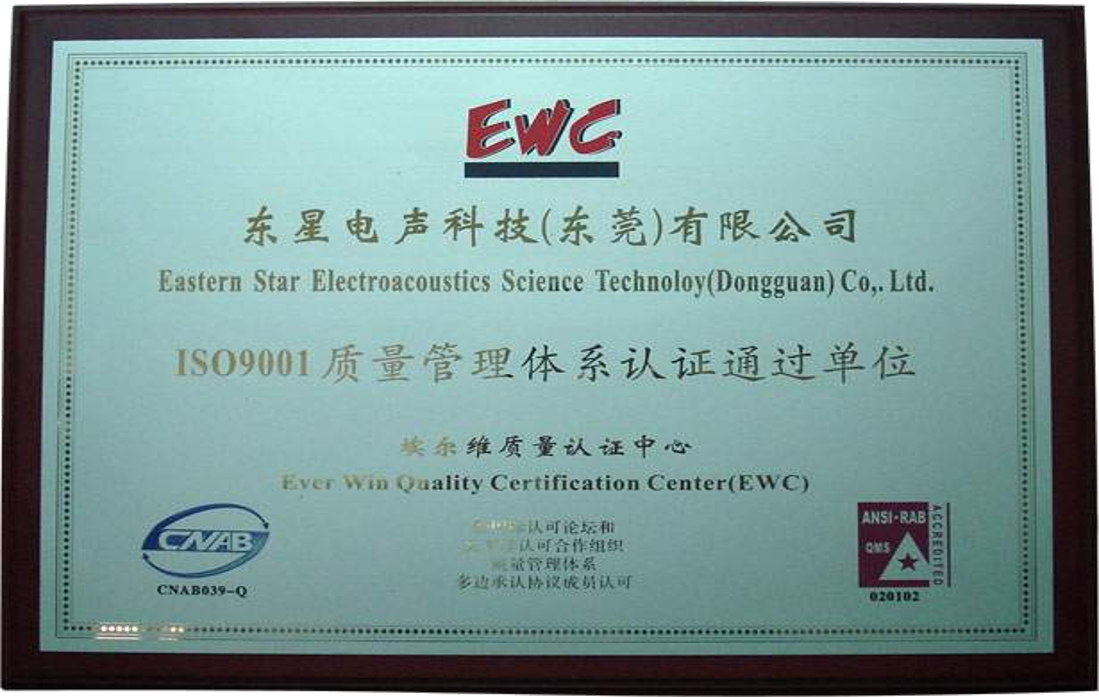 EWC
东星电声科技(东莞)有限公司
Eastern Star Electroacoustics Science Technoloy(Dongguan) Co,. Ltd.
ISO9001 质量管理体系认证通过单位
埃尔维质量认证中心
Ever Win Quality Certification Center(EWC)
CNAB
CNAB039-Q
认可论坛和
认可合作组织
质量管理体系
多边承认协议成员认可
ANSI-RAB
QMS
ACCREDITED
020102